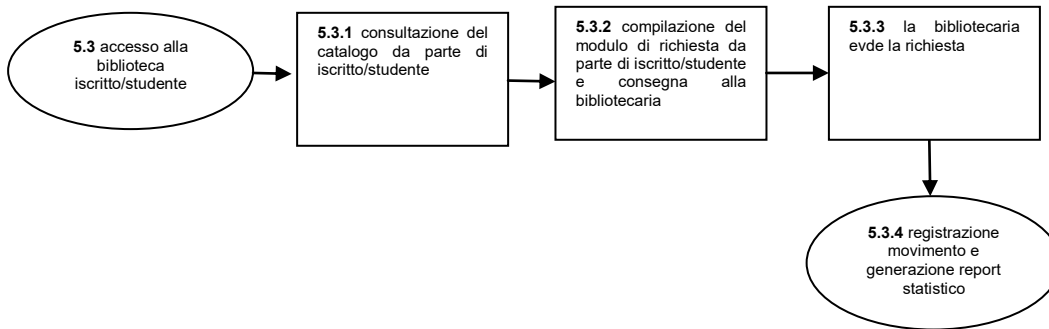 5.3 accesso alla
biblioteca
iscritto/studente
5.3.1 consultazione del
catalogo da parte di
iscritto/studente
5.3.2 compilazione del
modulo di richiesta da
parte di iscritto/studente
e consegna alla
bibliotecaria
5.3.3 la bibliotecaria
evde la richiesta
5.3.4 registrazione
movimento e
generazione report
statistico